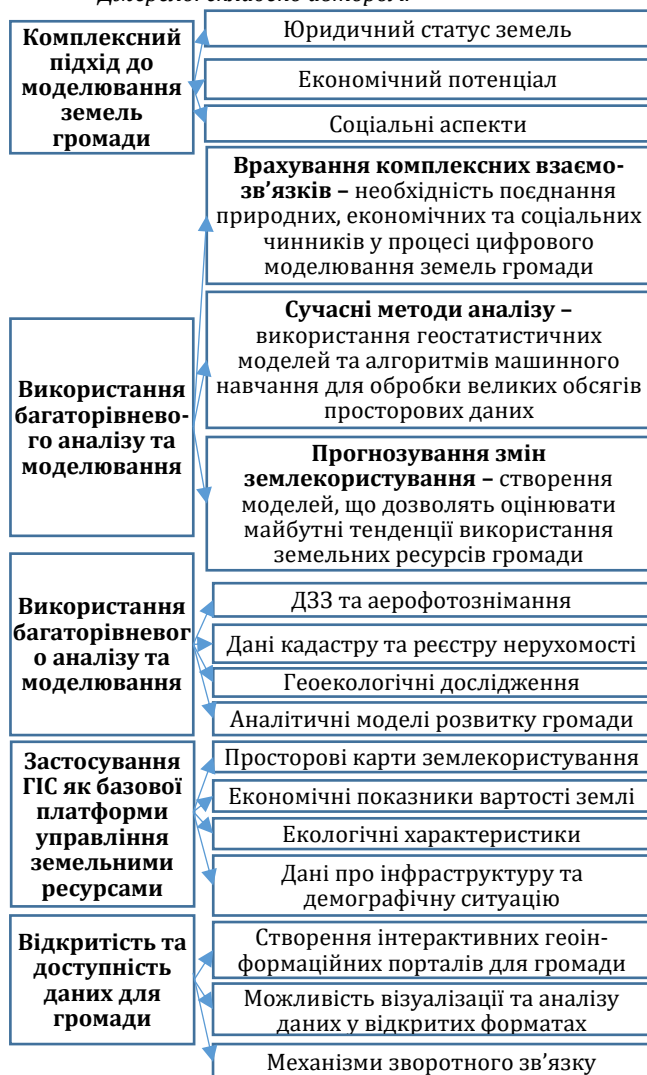 Джерело: складено автором.
Комплексний
підхід до
моделювання
земель
громади
Юридичний статус земель
Економічний потенціал
Соціальні аспекти
Використання
багаторівнево-
го аналізу та
моделювання
Врахування комплексних взаємо-
зв’язків – необхідність поєднання
природних, економічних та соціальних
чинників у процесі цифрового
моделювання земель громади
Сучасні методи аналізу –
використання геостатистичних
моделей та алгоритмів машинного
навчання для обробки великих обсягів
просторових даних
Прогнозування змін
землекористування – створення
моделей, що дозволять оцінювати
майбутні тенденції використання
земельних ресурсів громади
Використання
багаторівневог
о аналізу та
моделювання
ДЗЗ та аерофотознімання
Дані кадастру та реєстру нерухомості
Геоекологічні дослідження
Аналітичні моделі розвитку громади
Застосування
ГІС як базової
платформи
управління
земельними
ресурсами
Просторові карти землекористування
Економічні показники вартості землі
Екологічні характеристики
Дані про інфраструктуру та
демографічну ситуацію
Відкритість та
доступність
даних для
громади
Створення інтерактивних геоін-
формаційних порталів для громади
Можливість візуалізації та аналізу
даних у відкритих форматах
Механізми зворотного зв’язку